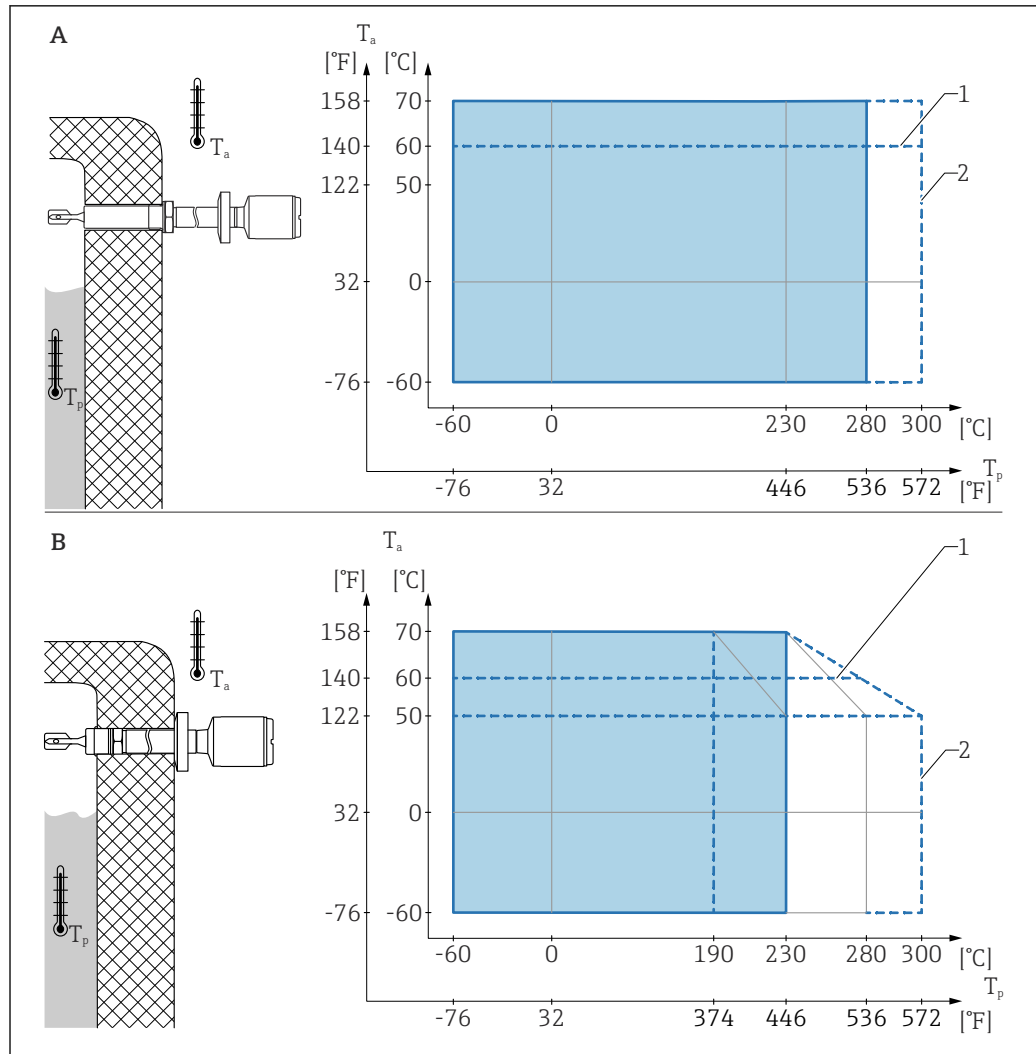 A
Tₐ
[°F] [°C]
158 70
140 60
122 50
32 0
-76 -60
-60 0 230 280 300 [°C]
-76 32 446 536 572 [°F]
Tₚ
1
2
Tₐ
Tₚ
B
Tₐ
[°F] [°C]
158 70
140 60
122 50
32 0
-76 -60
-60 0 190 230 280 300 [°C]
-76 32 374 446 536 572 [°F]
Tₚ
1
2
Tₐ
Tₚ